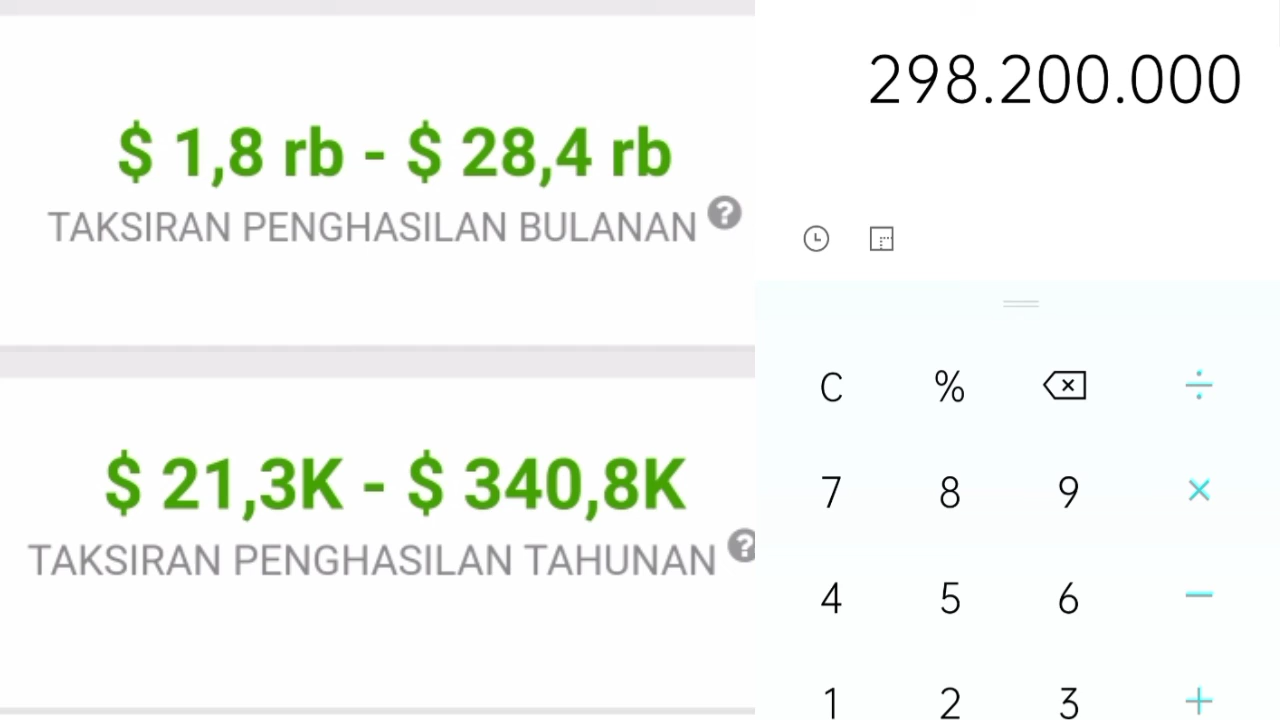 $ 1,8 rb - $ 28,4 rb
TAKSIRAN PENGHASILAN BULANAN ?
$ 21,3K - $ 340,8K
TAKSIRAN PENGHASILAN TAHUNAN ?
298.200.000
C % ÷
7 8 9 ×
4 5 6 −
1 2 3 +